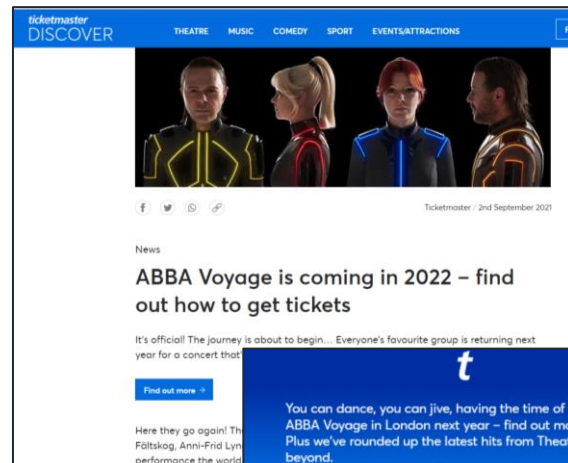 ticketmaster
DISCOVER
THEATRE MUSIC COMEDY SPORT EVENTS/ATTRACTIONS
Ticketmaster / 2nd September 2021
News
ABBA Voyage is coming in 2022 – find
out how to get tickets
It's official! The journey is about to begin... Everyone's favourite group is returning next
year for a concert that'
Find out more →
t
You can dance, you can jive, having the time of
ABBA Voyage in London next year – find out mo
Plus we've rounded up the latest hits from Theat
beyond.
Here they go again! Th
Fältskog, Anni-Frid Lyn
performance the world